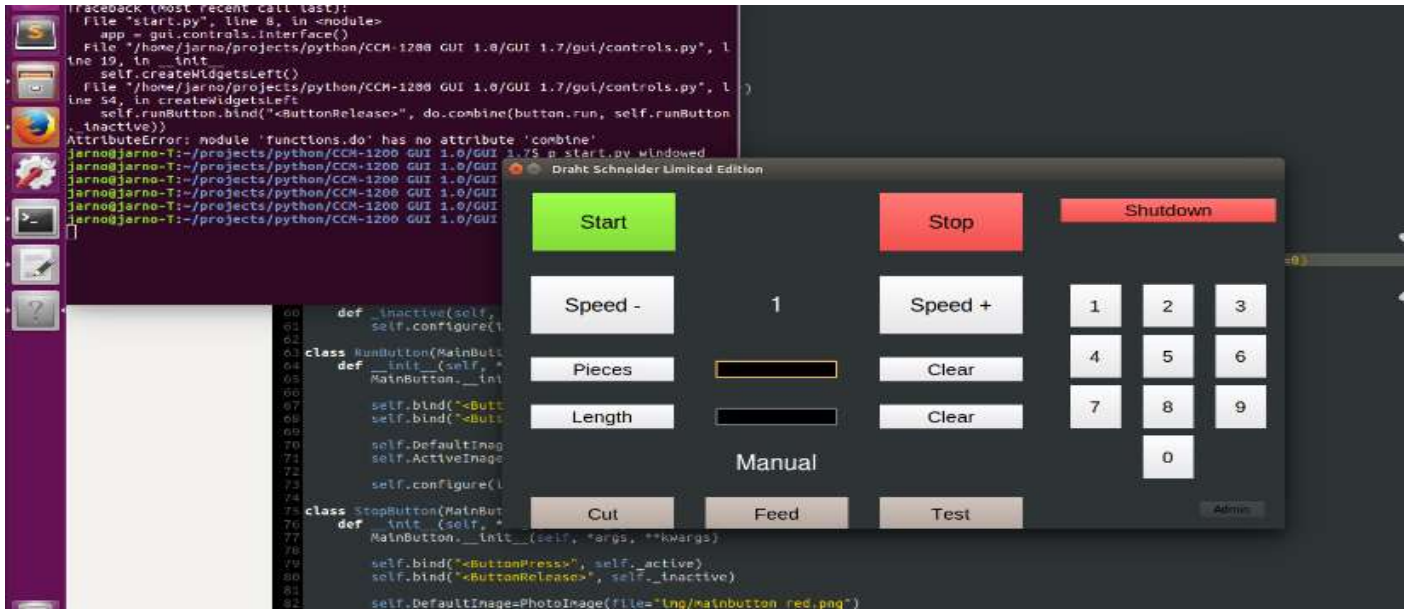 Traceback (most recent call last):
File "start.py", line 8, in <module>
app = gui.controls.Interface()
File "/home/jarno/projects/python/CCM-1200 GUI 1.0/GUI 1.7/gui/controls.py", l
ine 19, in __init__
self.createWidgetsLeft()
File "/home/jarno/projects/python/CCM-1200 GUI 1.0/GUI 1.7/gui/controls.py", l
ine 54, in createWidgetsLeft
self.runButton.bind("<ButtonRelease>", do.combine(button.run, self.runButton
._inactive))
AttributeError: module 'functions.do' has no attribute 'combine'
jarno@jarno-T:~/projects/python/CCM-1200 GUI 1.0/GUI 1.7$ p start.py windowed
jarno@jarno-T:~/projects/python/CCM-1200 GUI 1.0/GUI
jarno@jarno-T:~/projects/python/CCM-1200 GUI 1.0/GUI
jarno@jarno-T:~/projects/python/CCM-1200 GUI 1.0/GUI
jarno@jarno-T:~/projects/python/CCM-1200 GUI 1.0/GUI
jarno@jarno-T:~/projects/python/CCM-1200 GUI 1.0/GUI
)
=0)
Draht Schneider Limited Edition
Start
Stop
Shutdown
Speed -
1
Speed +
1 2 3
Pieces
Clear
4 5 6
Length
Clear
7 8 9
Manual
0
Cut
Feed
Test
Admin
60 def _inactive(self,
61 self.configure(i
62
63 class RunButton(MainButt
64 def __init__(self, *
65 MainButton.__ini
66
67 self.bind("<Butt
68 self.bind("<Butt
69
70 self.DefaultImag
71 self.ActiveImage
72
73 self.configure(i
74
75 class StopButton(MainBut
76 def __init__(self, *
77 MainButton.__init__(self, *args, **kwargs)
78
79 self.bind("<ButtonPress>", self._active)
80 self.bind("<ButtonRelease>", self._inactive)
81
82 self.DefaultImage=PhotoImage(file="img/mainbutton_red.png")